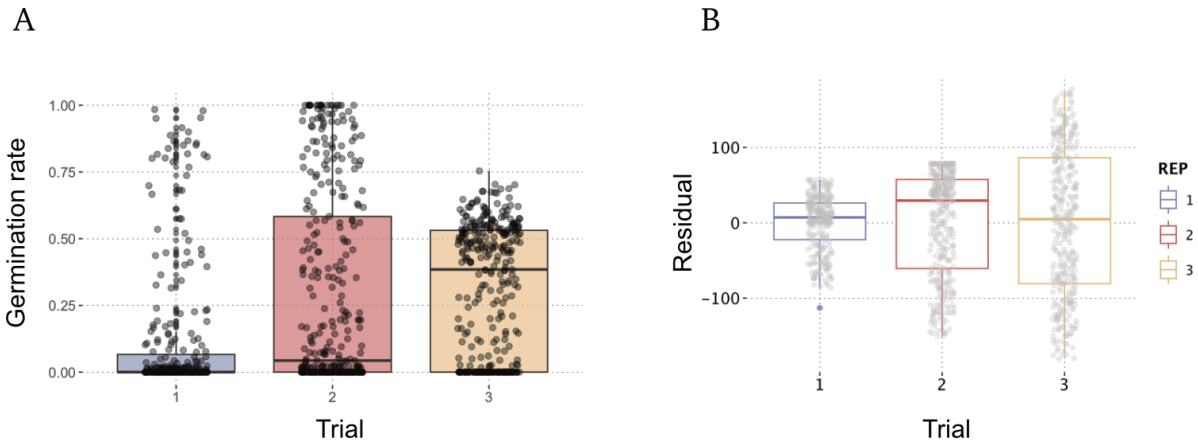 A
Germination rate
1.00
0.75
0.50
0.25
0.00
1 2 3
Trial
B
Residual
100
0
−100
1 2 3
Trial
REP
1
2
3